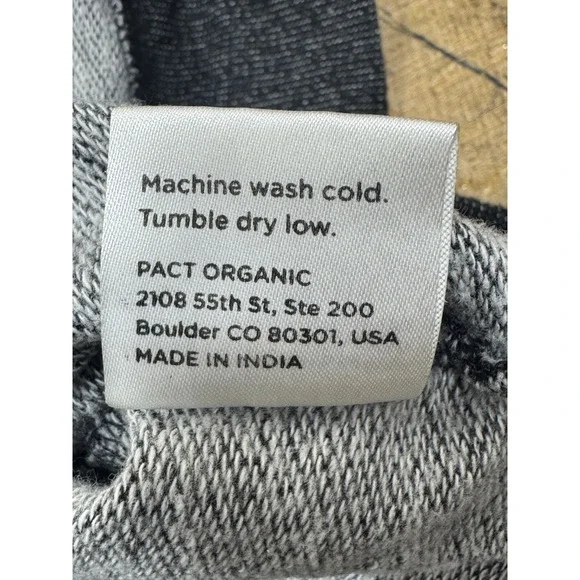 Machine wash cold.
Tumble dry low.
PACT ORGANIC
2108 55th St, Ste 200
Boulder CO 80301, USA
MADE IN INDIA